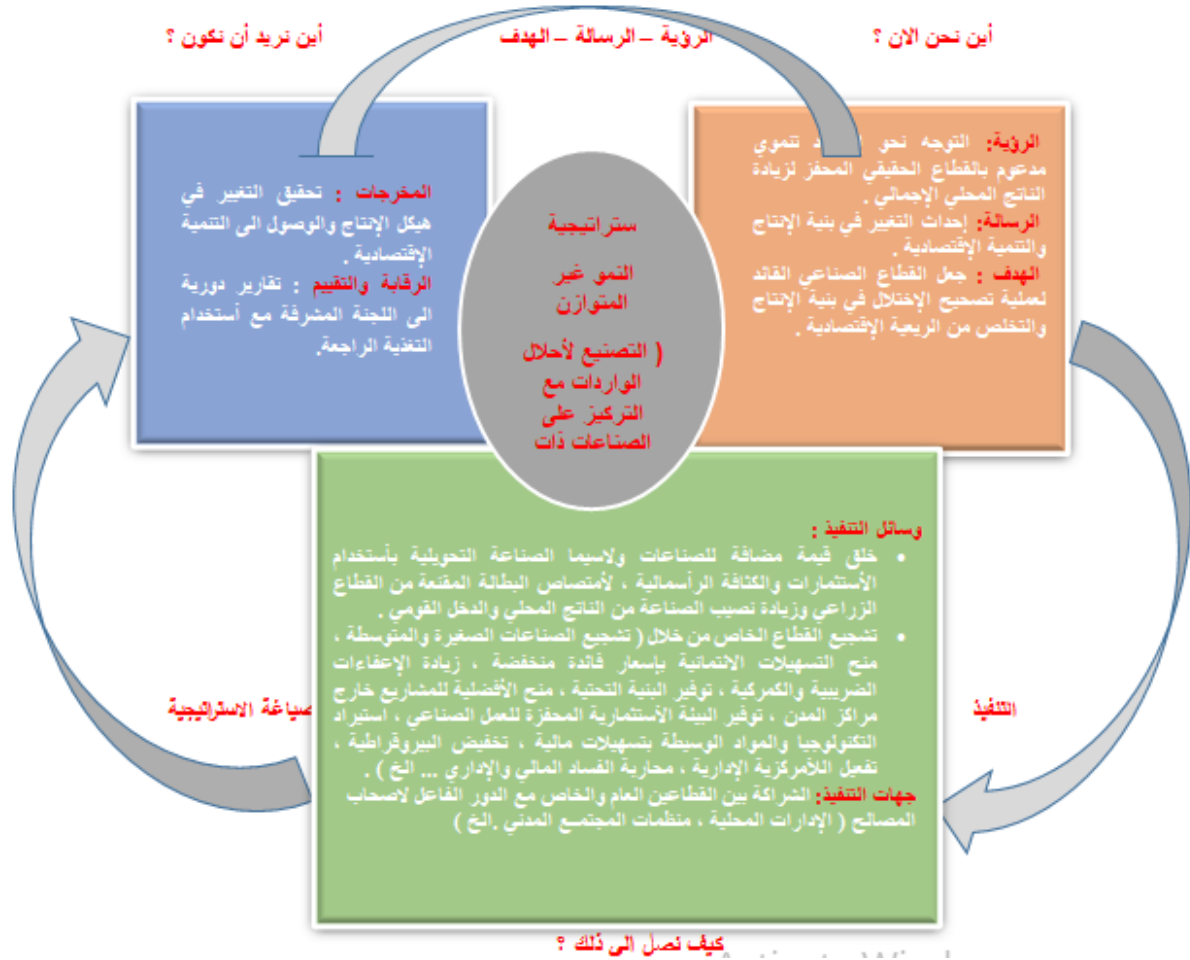 أين نحن الان ؟
الرؤية – الرسالة – الهدف
أين نريد أن نكون ؟
الرؤية: التوجه نحو تنموي
مدعوم بالقطاع الحقيقي المحفز لزيادة
الناتج المحلي الإجمالي .
الرسالة: إحداث التغيير في بنية الإنتاج
والتنمية الإقتصادية .
الهدف : جعل القطاع الصناعي القائد
لعملية تصحيح الإختلال في بنية الإنتاج
والتخلص من الريعية الإقتصادية .
ستراتيجية
النمو غير
المتوازن
( التصنيع لأحلال
الواردات مع
التركيز على
الصناعات ذات
المخرجات : تحقيق التغيير في
هيكل الإنتاج والوصول الى التنمية
الإقتصادية .
الرقابة والتقييم : تقارير دورية
الى اللجنة المشرفة مع أستخدام
التغذية الراجعة.
وسائل التنفيذ :
• خلق قيمة مضافة للصناعات ولاسيما الصناعة التحويلية بأستخدام
الأستثمارات والكثافة الرأسمالية ، لأمتصاص البطالة المقنعة من القطاع
الزراعي وزيادة نصيب الصناعة من الناتج المحلي والدخل القومي .
• تشجيع القطاع الخاص من خلال ( تشجيع الصناعات الصغيرة والمتوسطة ،
منح التسهيلات الائتمانية بإسعار فائدة منخفضة ، زيادة الإعفاءات
الضريبية والكمركية ، توفير البنية التحتية ، منح الأفضلية للمشاريع خارج
مراكز المدن ، توفير البيئة الأستثمارية المحفزة للعمل الصناعي ، استيراد
التكنولوجيا والمواد الوسيطة بتسهيلات مالية ، تخفيض البيروقراطية ،
تفعيل اللأمركزية الإدارية ، محاربة الفساد المالي والإداري ... الخ ) .
جهات التنفيذ: الشراكة بين القطاعين العام والخاص مع الدور الفاعل لاصحاب
المصالح ( الإدارات المحلية ، منظمات المجتمع المدني .الخ )
التنفيذ
صياغة الاستراتيجية
كيف نصل الى ذلك ؟